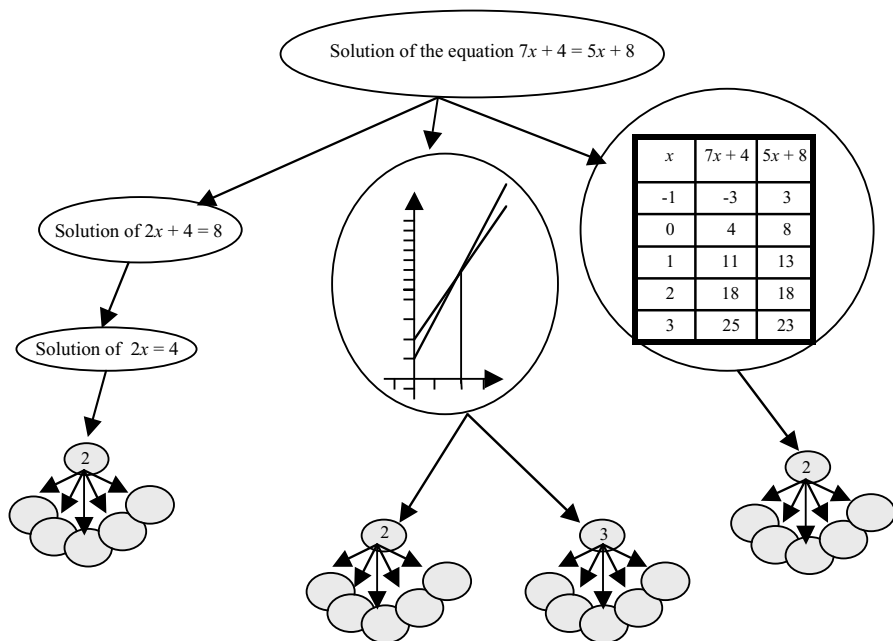 Solution of the equation 7x + 4 = 5x + 8
x 7x + 4 5x + 8
-1 -3 3
0 4 8
1 11 13
2 18 18
3 25 23
Solution of 2x + 4 = 8
Solution of 2x = 4
2
2
3
2